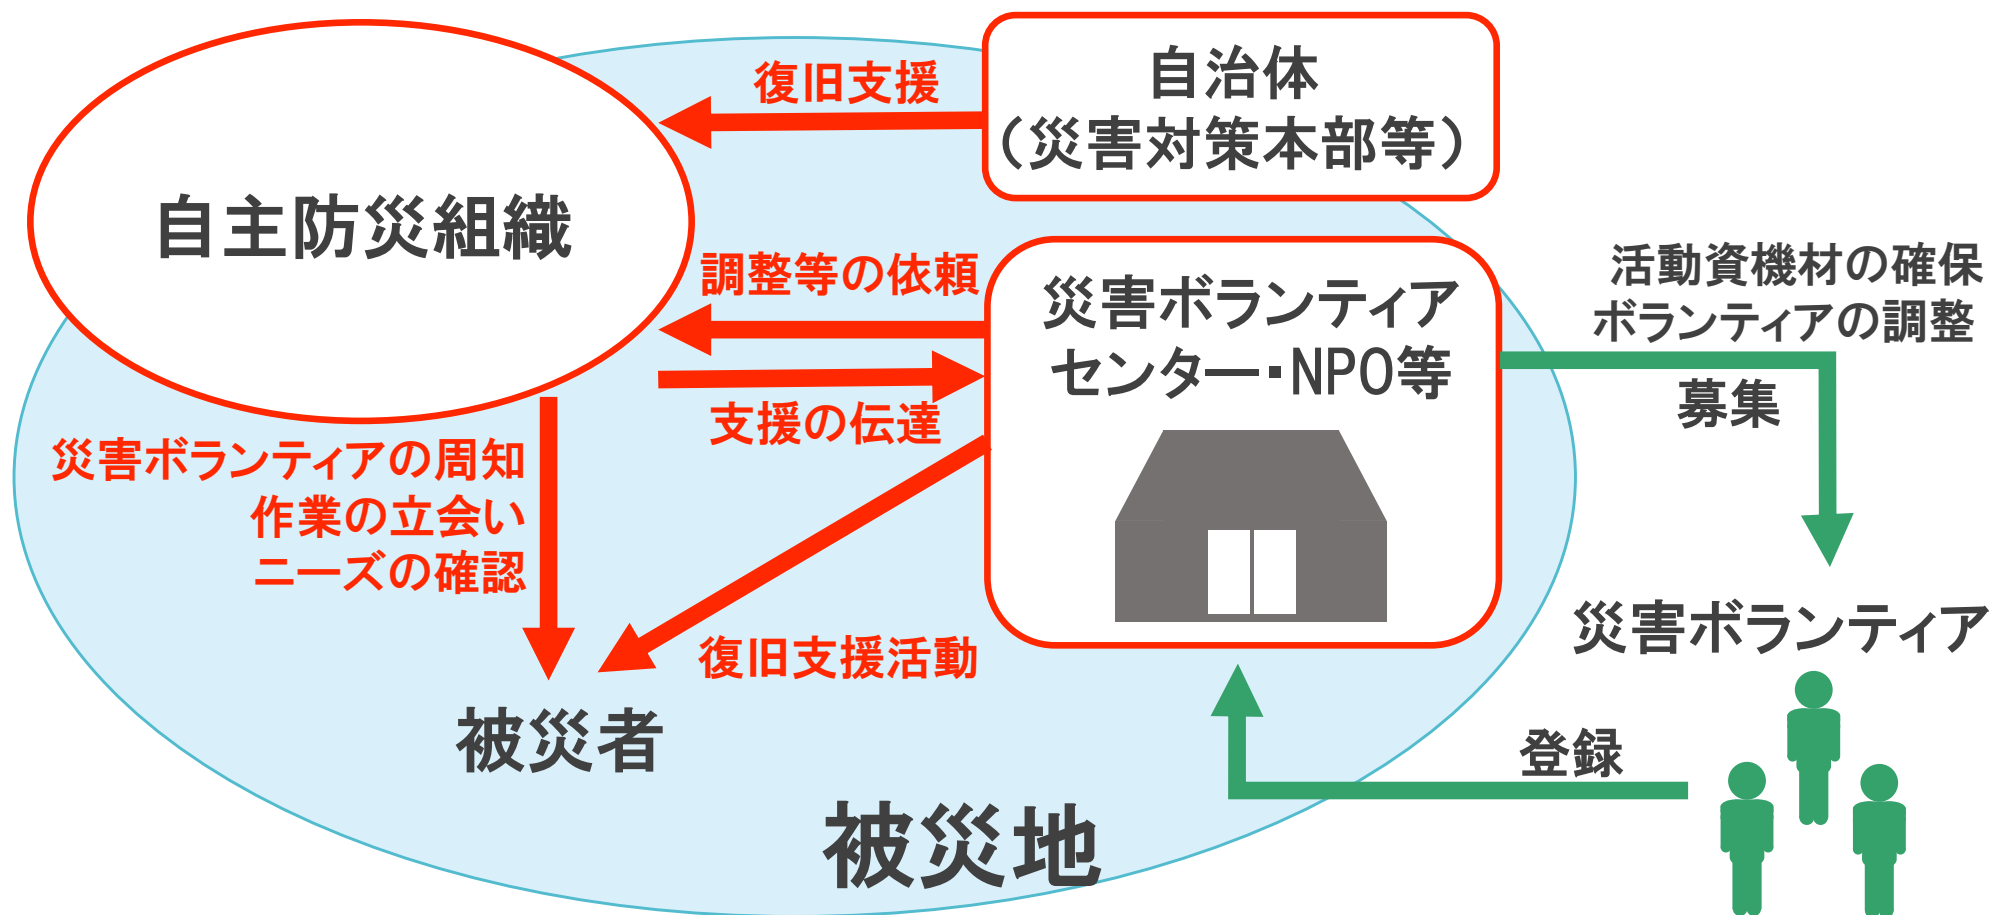 自治体
（災害対策本部等）
復旧支援
自主防災組織
調整等の依頼
災害ボランティア
センター・NPO等
活動資機材の確保
ボランティアの調整
募集
支援の伝達
災害ボランティアの周知
作業の立会い
ニーズの確認
復旧支援活動
災害ボランティア
被災者
登録
被災地